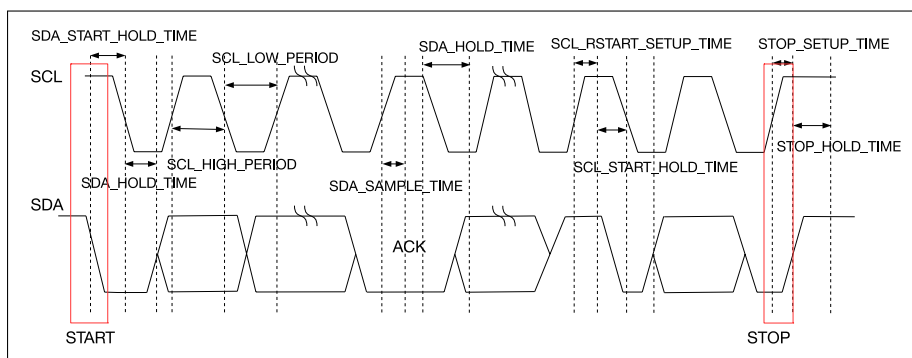 SDA_START_HOLD_TIME
SCL_LOW_PERIOD
SDA_HOLD_TIME
SCL_RSTART_SETUP_TIME
STOP_SETUP_TIME
SCL
SDA_HOLD_TIME
SCL_HIGH_PERIOD
SDA_SAMPLE_TIME
SCL_START_HOLD_TIME
STOP_HOLD_TIME
SDA
ACK
START
STOP